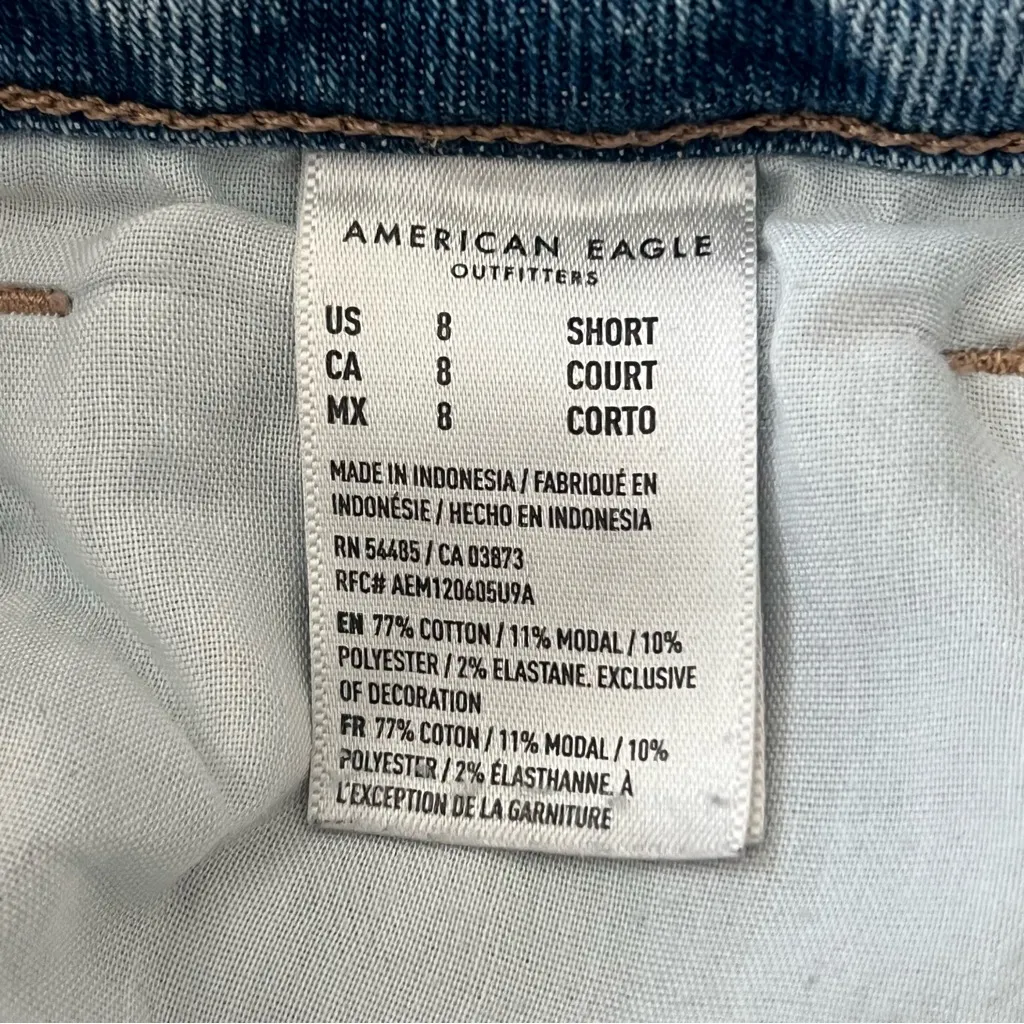 AMERICAN EAGLE
OUTFITTERS
US 8 SHORT
CA 8 COURT
MX 8 CORTO
MADE IN INDONESIA / FABRIQUÉ EN
INDONÉSIE / HECHO EN INDONESIA
RN 54485 / CA 03873
RFC# AEM120605U9A
EN 77% COTTON / 11% MODAL / 10%
POLYESTER / 2% ELASTANE. EXCLUSIVE
OF DECORATION
FR 77% COTON / 11% MODAL / 10%
POLYESTER / 2% ÉLASTHANNE. À
L'EXCEPTION DE LA GARNITURE